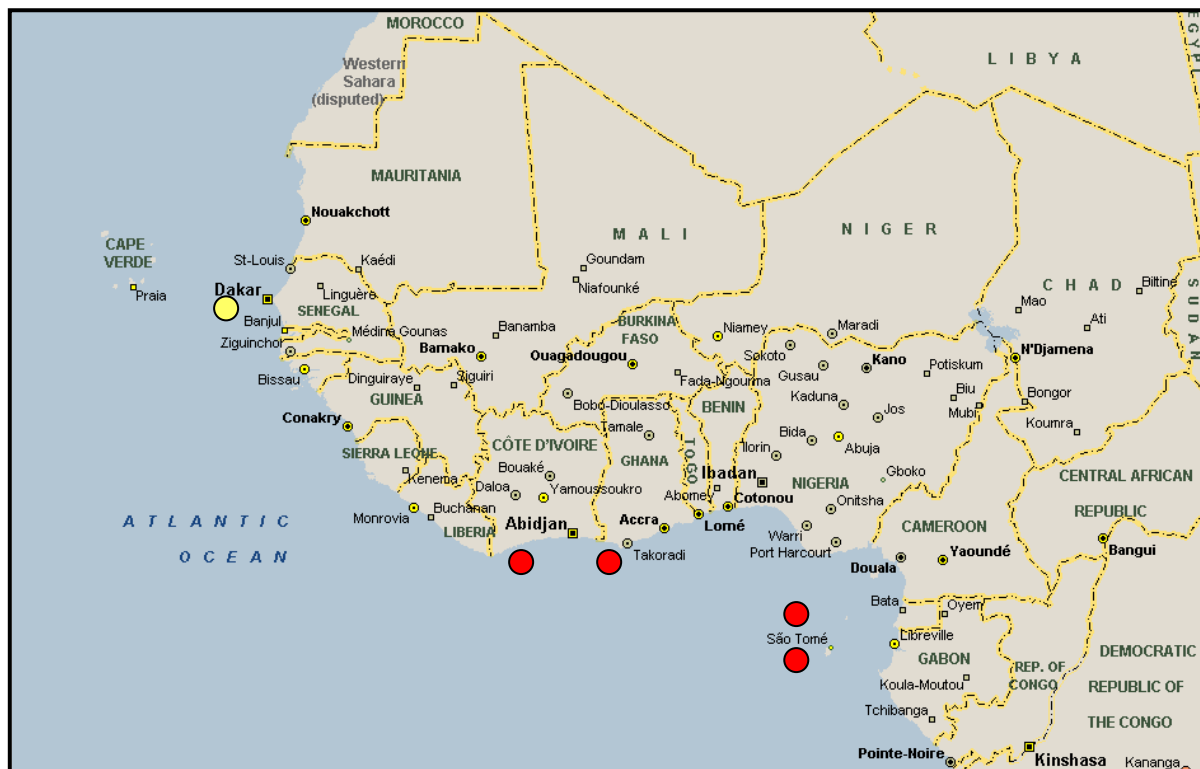 MOROCCO
EGYPT
Western
Sahara
(disputed)
LIBYA
MAURITANIA
Nouakchott
MALI
NIGER
CAPE
VERDE
St-Louis
Kaédi
Goundam
CHAD
SUDAN
Praia
Dakar
Linguère
Niafounké
Mao
Biltine
SENEGAL
Banjul
Médina Gounas
Banamba
BURKINA
FASO
Niamey
Maradi
Ati
Ziguinchor
Bamako
Ouagadougou
Sokoto
Kano
N'Djamena
Bissau
Dinguiraye
Siguiri
Fada-Ngourma
Gusau
Potiskum
GUINEA
Bobo-Dioulasso
BENIN
Kaduna
Biu
Bongor
Conakry
Tamale
Jos
Mubi
Koumra
SIERRA LEONE
CÔTE D'IVOIRE
TOGO
Bida
Abuja
Kenema
Bouaké
GHANA
Ilorin
Ibadan
Gboko
CENTRAL AFRICAN
REPUBLIC
Daloa
Yamoussoukro
Abomey
NIGERIA
Monrovia
Buchanan
Cotonou
Onitsha
ATLANTIC
OCEAN
LIBERIA
Abidjan
Accra
Lomé
CAMEROON
Takoradi
Warri
Port Harcourt
Yaoundé
Bangui
Douala
Bata
Oyem
São Tomé
Libreville
GABON
REP. OF
CONGO
DEMOCRATIC
REPUBLIC OF
THE CONGO
Koula-Moutou
Tchibanga
Pointe-Noire
Kinshasa
Kananga